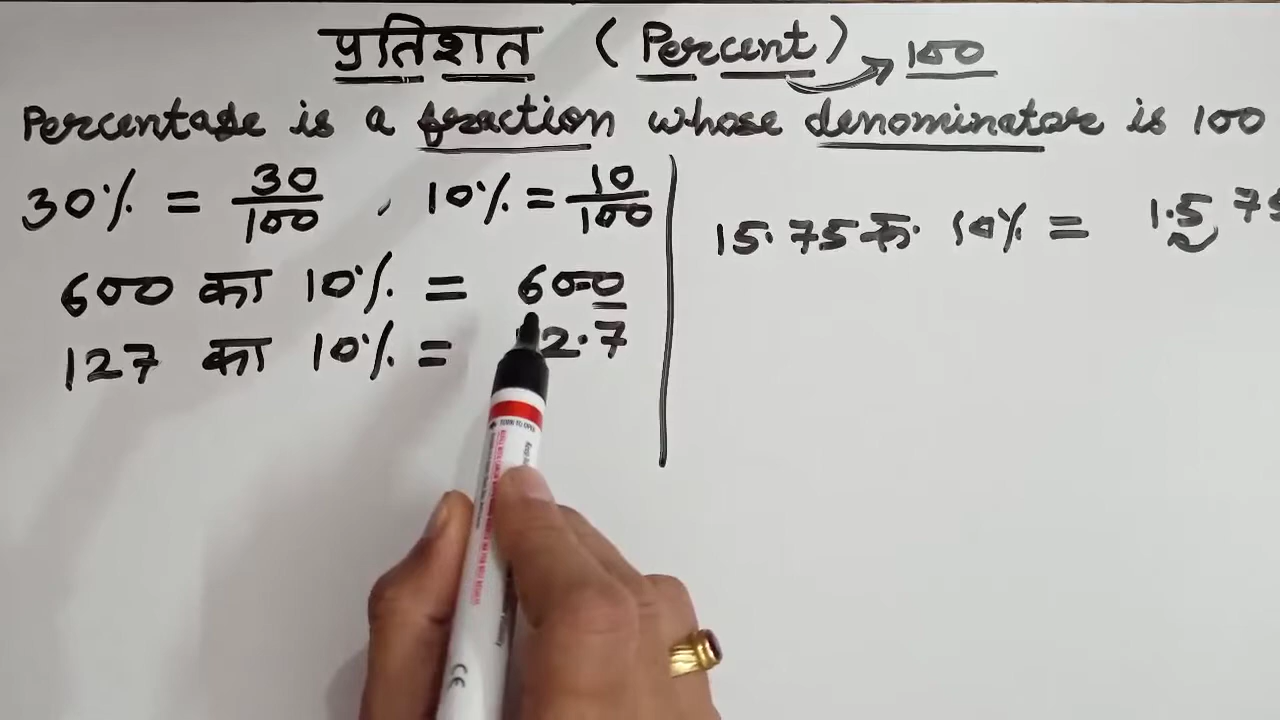 प्रतिशत (Percent) → 100
Percentage is a fraction whose denominator is 100
30% = 30/100 , 10% = 10/100
600 का 10% = 60.0
127 का 10% = 2.7
15.75 का 10% = 1.575